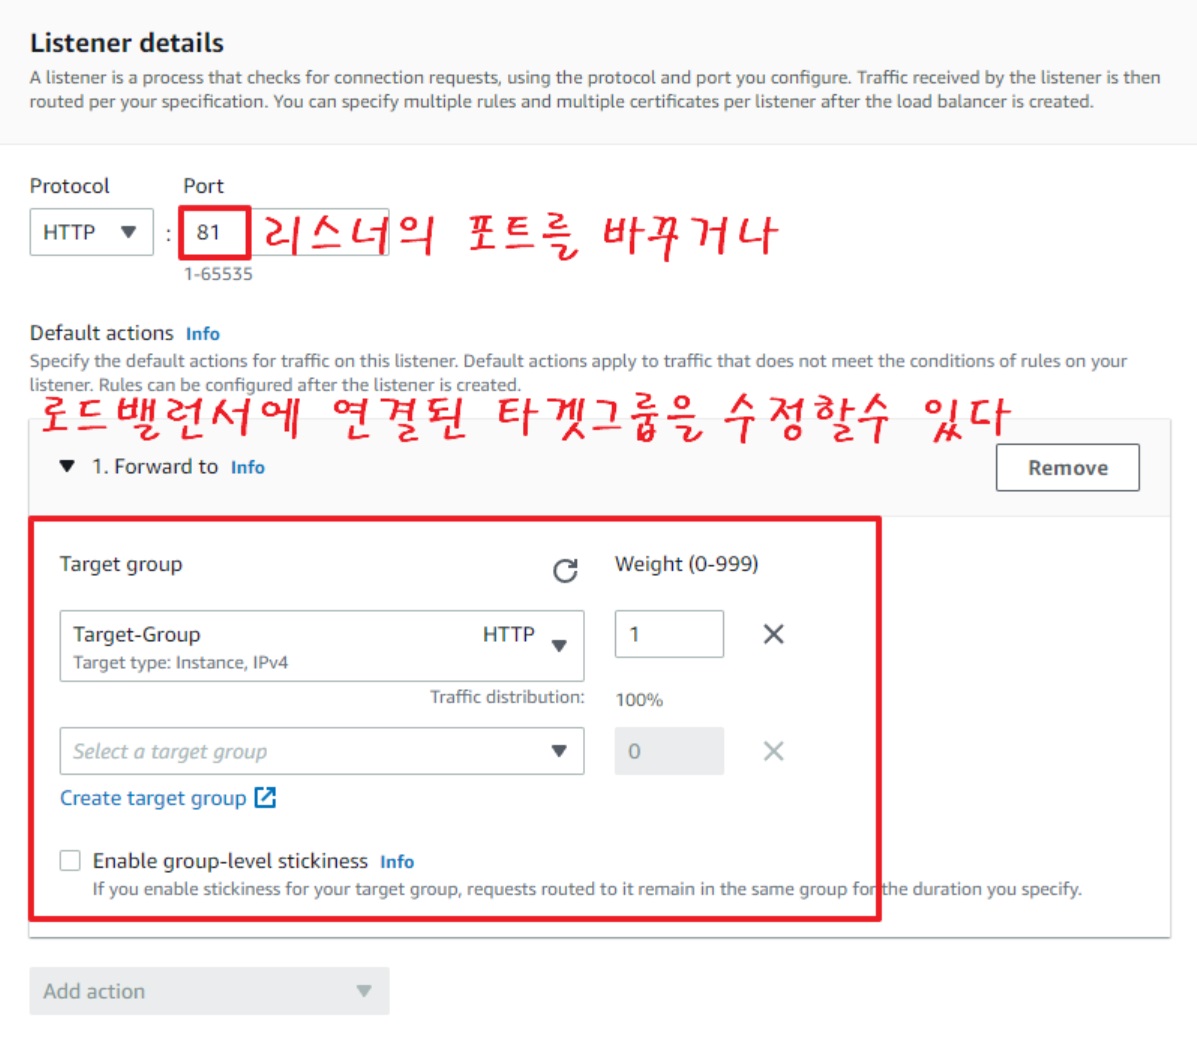 Listener details
A listener is a process that checks for connection requests, using the protocol and port you configure. Traffic received by the listener is then
routed per your specification. You can specify multiple rules and multiple certificates per listener after the load balancer is created.
Protocol Port
HTTP : 81 리스너의 포트를 바꾸거나
1-65535
Default actions Info
Specify the default actions for traffic on this listener. Default actions apply to traffic that does not meet the conditions of rules on your
listener. Rules can be configured after the listener is created.
로드밸런서에 연결된 타겟그룹을 수정할수 있다
1. Forward to Info Remove
Target group Weight (0-999)
Target-Group HTTP 1
Target type: Instance, IPv4
Traffic distribution: 100%
Select a target group 0
Create target group
Enable group-level stickiness Info
If you enable stickiness for your target group, requests routed to it remain in the same group for the duration you specify.
Add action